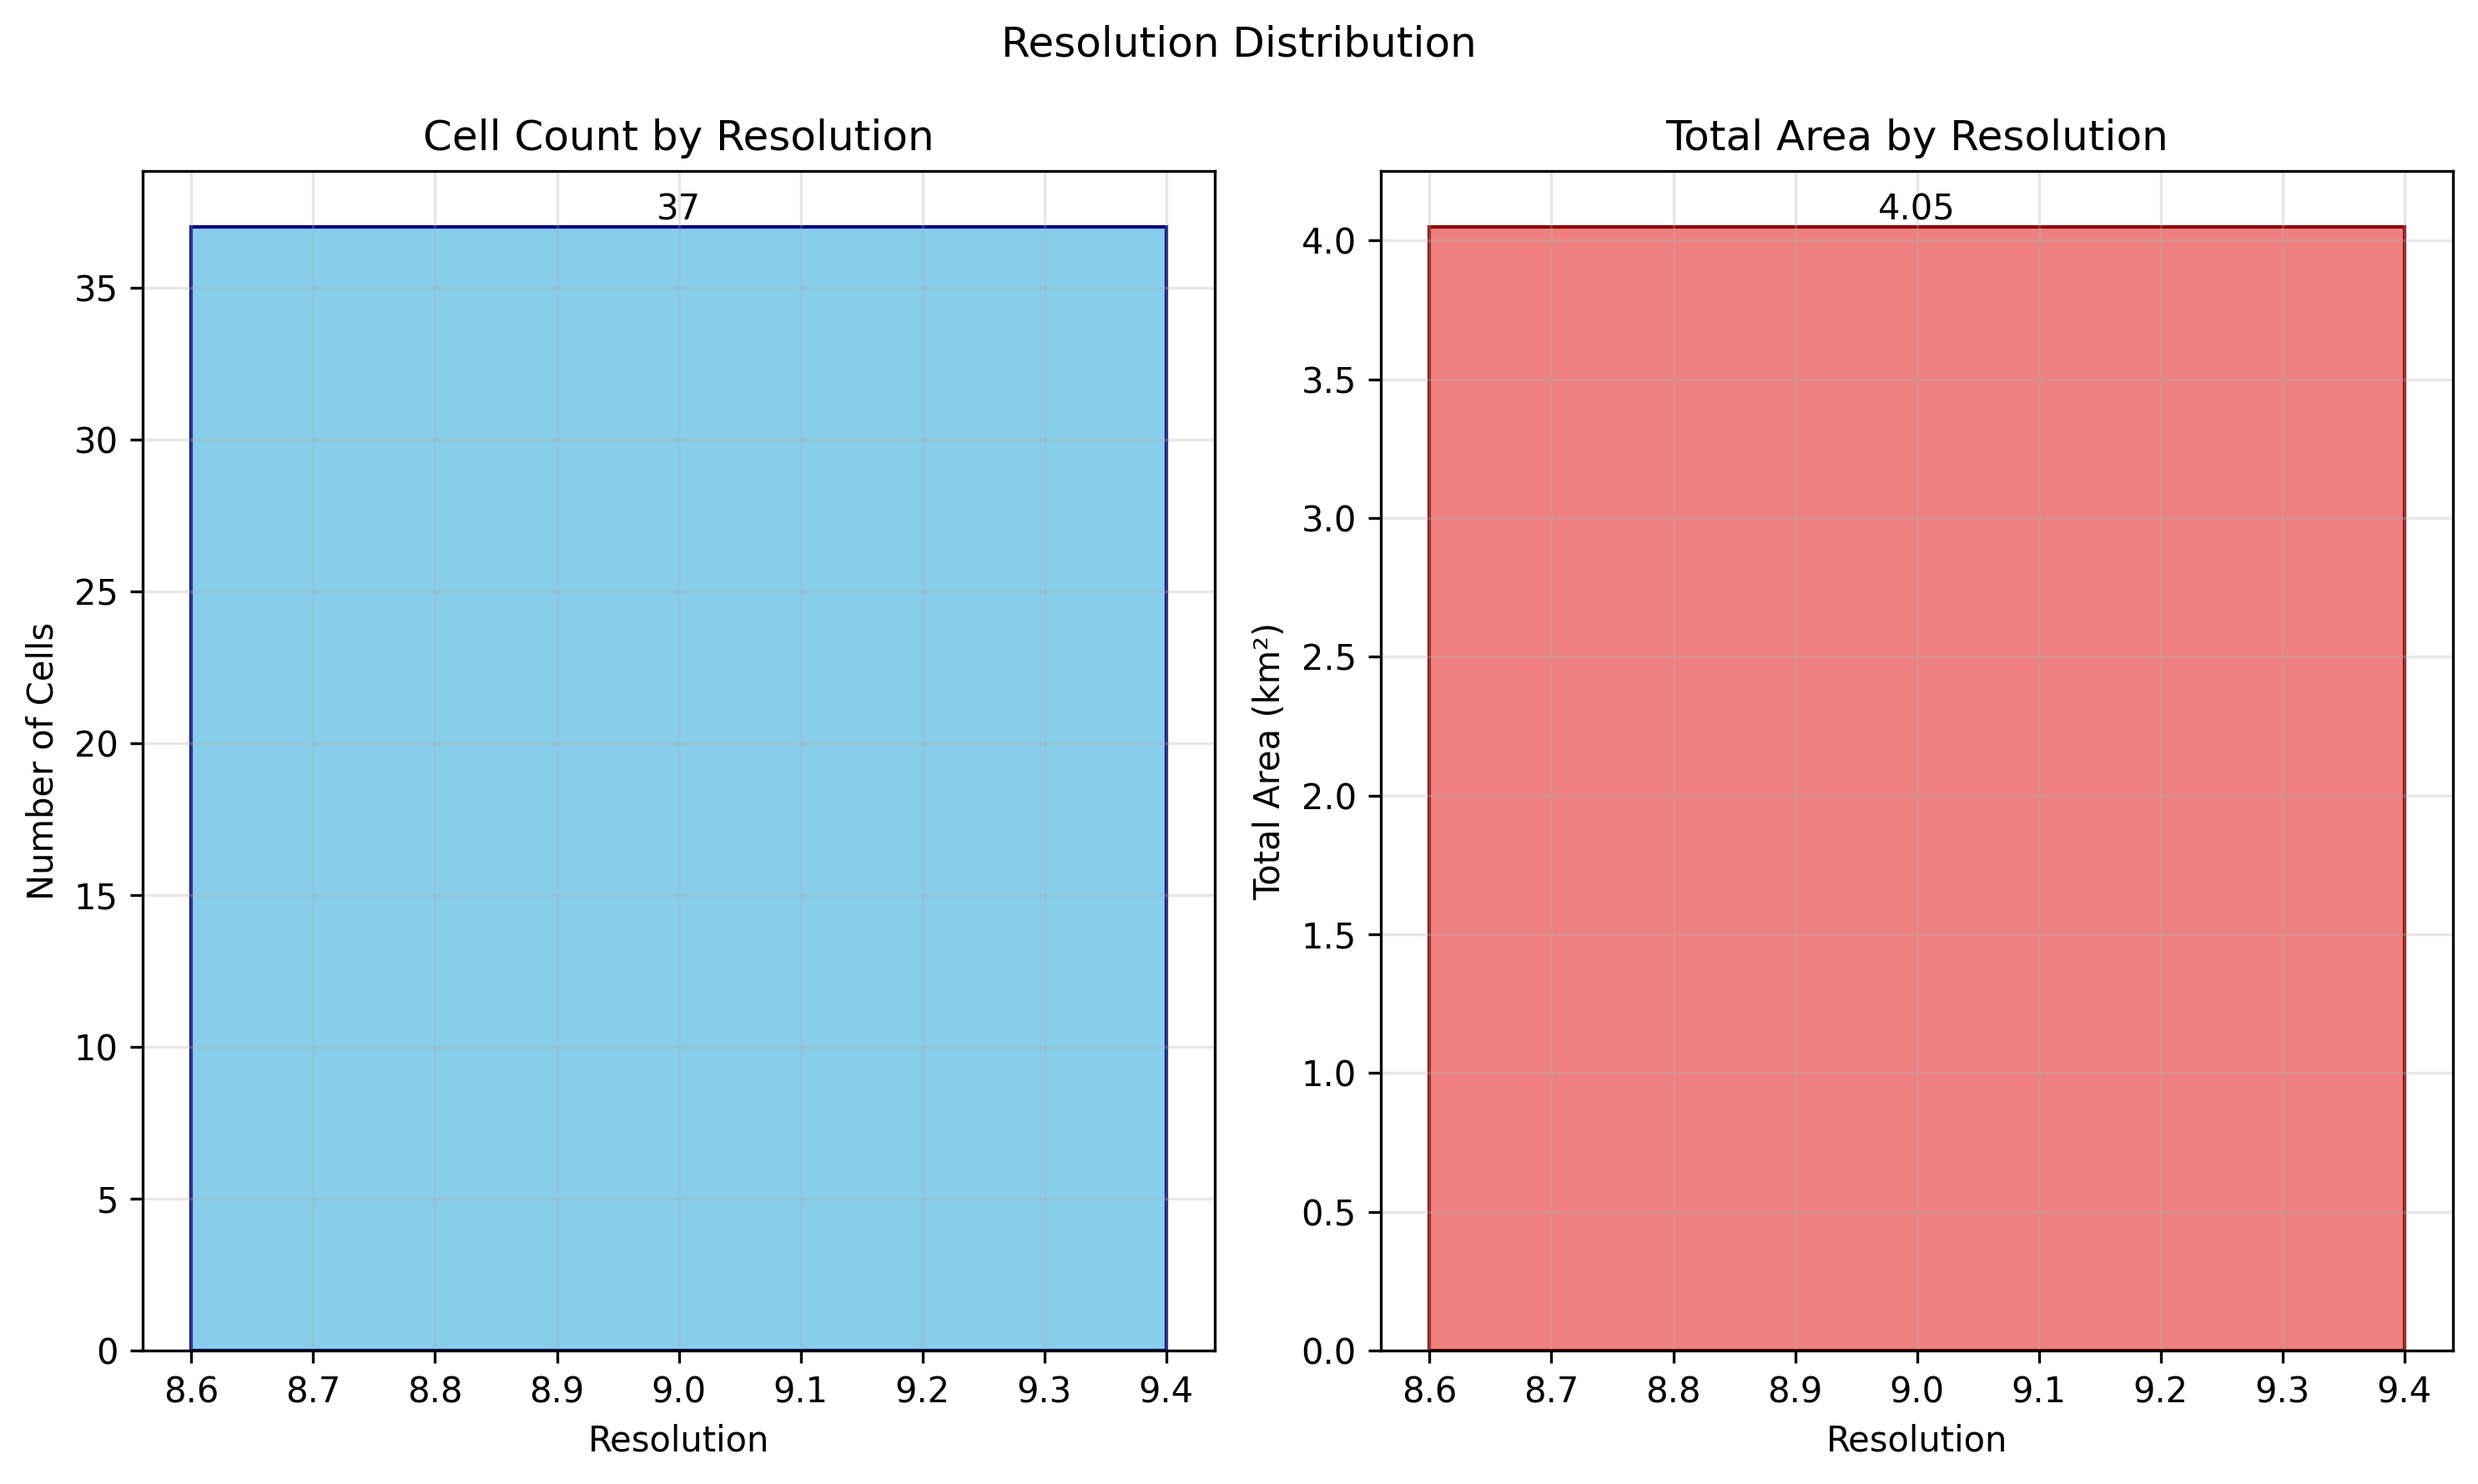 Resolution Distribution
Cell Count by Resolution
37
35
30
25
20
15
10
5
0
Number of Cells
8.6 8.7 8.8 8.9 9.0 9.1 9.2 9.3 9.4
Resolution
Total Area by Resolution
4.05
4.0
3.5
3.0
2.5
2.0
1.5
1.0
0.5
0.0
Total Area (km²)
8.6 8.7 8.8 8.9 9.0 9.1 9.2 9.3 9.4
Resolution